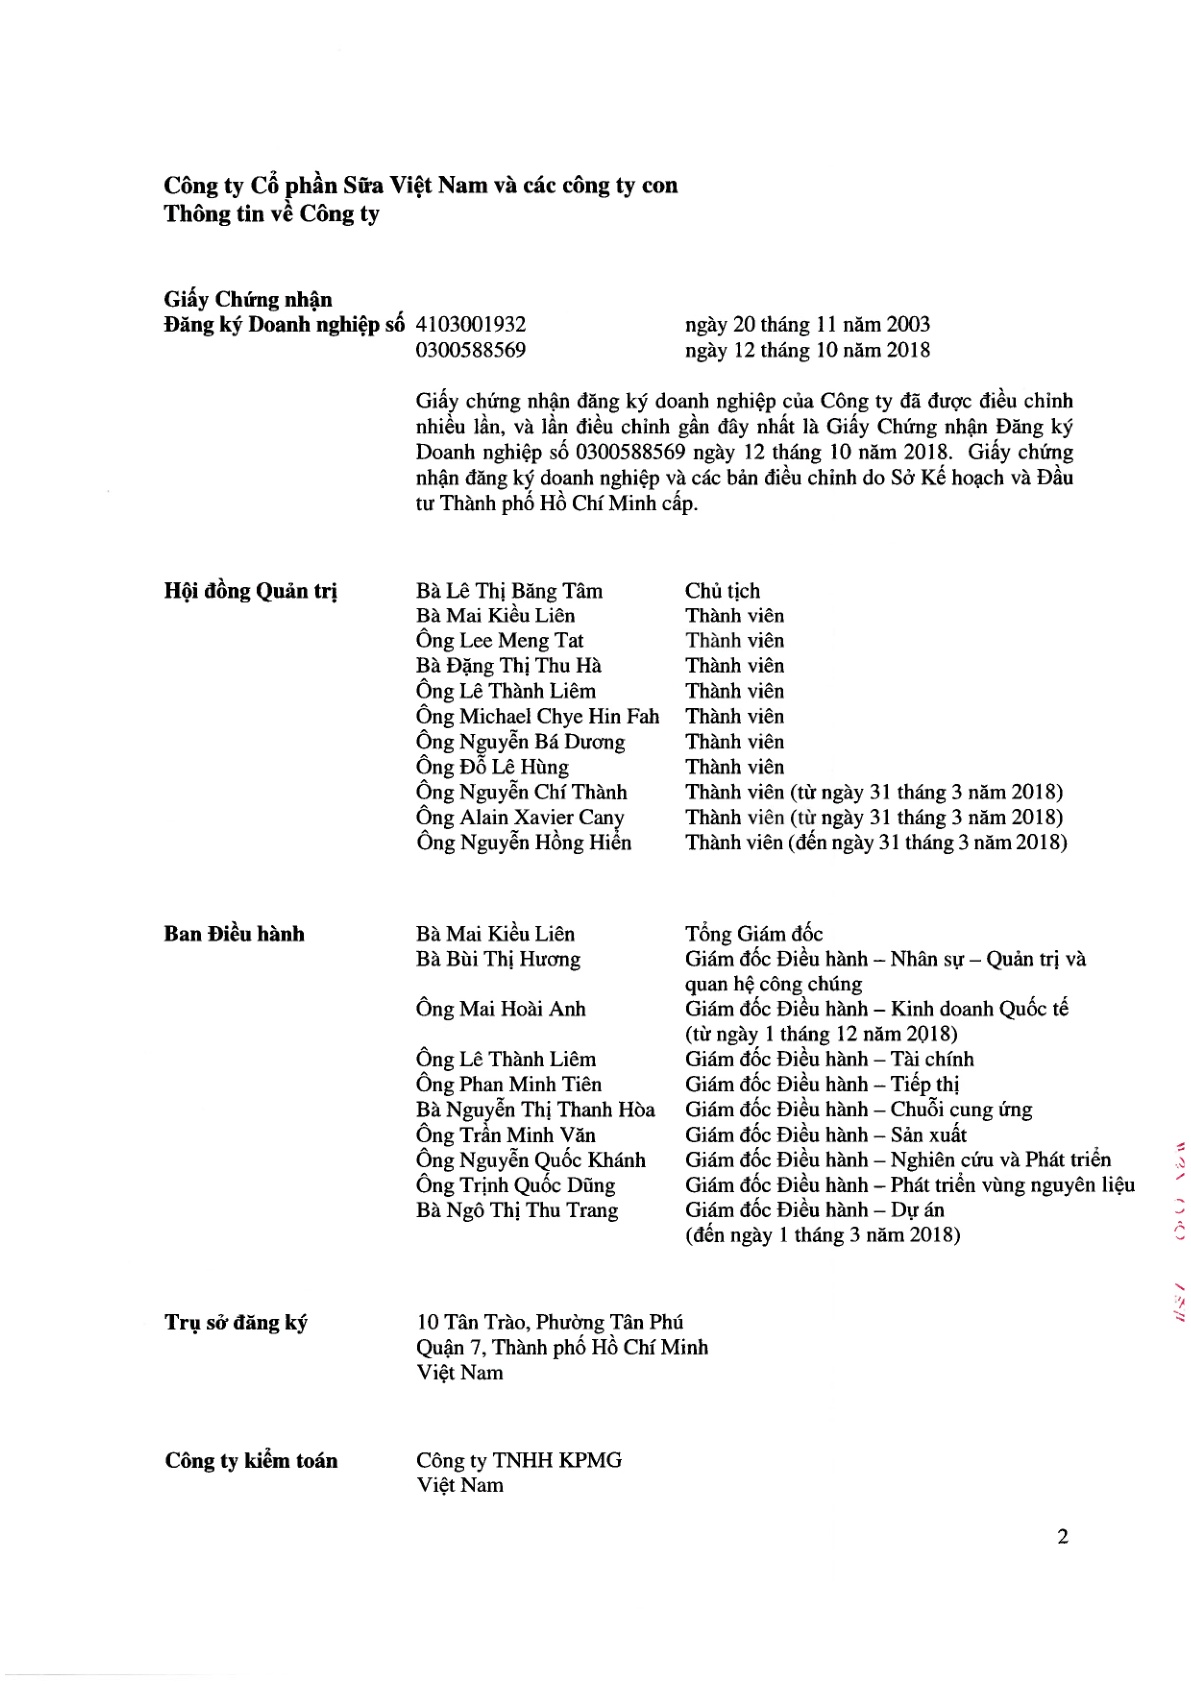 Công ty Cổ phần Sữa Việt Nam và các công ty con
Thông tin về Công ty
Giấy Chứng nhận
Đăng ký Doanh nghiệp số 4103001932 ngày 20 tháng 11 năm 2003
0300588569 ngày 12 tháng 10 năm 2018
Giấy chứng nhận đăng ký doanh nghiệp của Công ty đã được điều chỉnh
nhiều lần, và lần điều chỉnh gần đây nhất là Giấy Chứng nhận Đăng ký
Doanh nghiệp số 0300588569 ngày 12 tháng 10 năm 2018. Giấy chứng
nhận đăng ký doanh nghiệp và các bản điều chỉnh do Sở Kế hoạch và Đầu
tư Thành phố Hồ Chí Minh cấp.
Hội đồng Quản trị Bà Lê Thị Băng Tâm Chủ tịch
Bà Mai Kiều Liên Thành viên
Ông Lee Meng Tat Thành viên
Bà Đặng Thị Thu Hà Thành viên
Ông Lê Thành Liêm Thành viên
Ông Michael Chye Hin Fah Thành viên
Ông Nguyễn Bá Dương Thành viên
Ông Đỗ Lê Hùng Thành viên
Ông Nguyễn Chí Thành Thành viên (từ ngày 31 tháng 3 năm 2018)
Ông Alain Xavier Cany Thành viên (từ ngày 31 tháng 3 năm 2018)
Ông Nguyễn Hồng Hiển Thành viên (đến ngày 31 tháng 3 năm 2018)
Ban Điều hành Bà Mai Kiều Liên Tổng Giám đốc
Bà Bùi Thị Hương Giám đốc Điều hành – Nhân sự – Quản trị và
quan hệ công chúng
Ông Mai Hoài Anh Giám đốc Điều hành – Kinh doanh Quốc tế
(từ ngày 1 tháng 12 năm 2018)
Ông Lê Thành Liêm Giám đốc Điều hành – Tài chính
Ông Phan Minh Tiên Giám đốc Điều hành – Tiếp thị
Bà Nguyễn Thị Thanh Hòa Giám đốc Điều hành – Chuỗi cung ứng
Ông Trần Minh Văn Giám đốc Điều hành – Sản xuất
Ông Nguyễn Quốc Khánh Giám đốc Điều hành – Nghiên cứu và Phát triển
Ông Trịnh Quốc Dũng Giám đốc Điều hành – Phát triển vùng nguyên liệu
Bà Ngô Thị Thu Trang Giám đốc Điều hành – Dự án
(đến ngày 1 tháng 3 năm 2018)
Trụ sở đăng ký 10 Tân Trào, Phường Tân Phú
Quận 7, Thành phố Hồ Chí Minh
Việt Nam
Công ty kiểm toán Công ty TNHH KPMG
Việt Nam
2